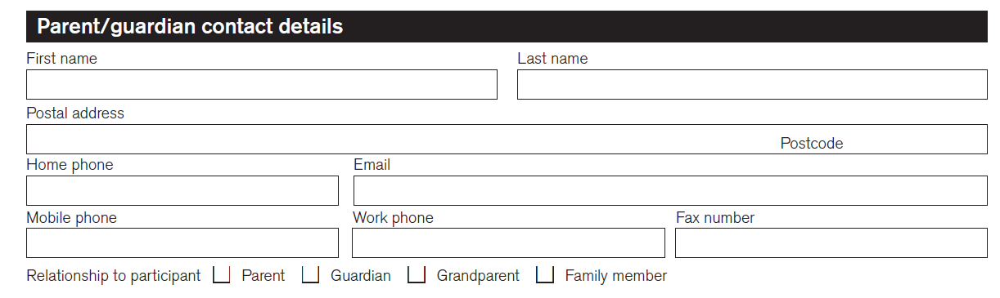 Parent/guardian contact details
First name Last name
Postal address
Postcode
Home phone Email
Mobile phone Work phone Fax number
Relationship to participant Parent Guardian Grandparent Family member